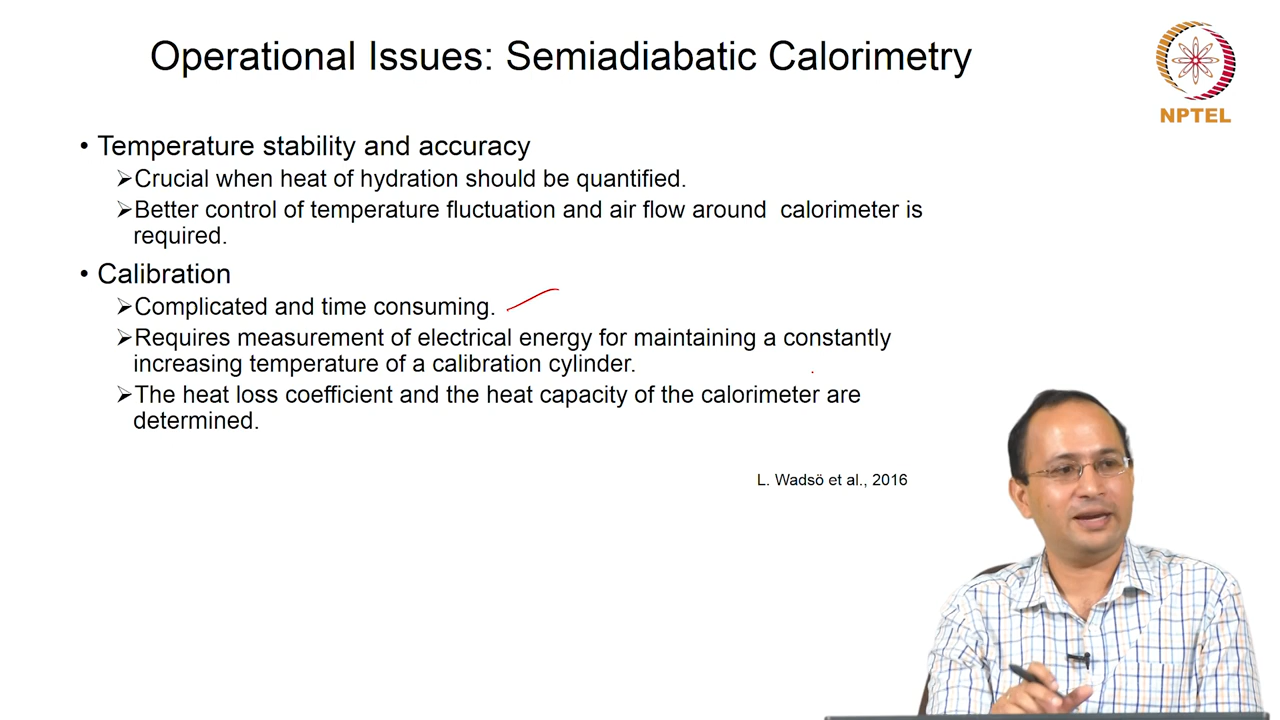 Operational Issues: Semiadiabatic Calorimetry
NPTEL
• Temperature stability and accuracy
➢Crucial when heat of hydration should be quantified.
➢Better control of temperature fluctuation and air flow around calorimeter is
required.
• Calibration
➢Complicated and time consuming.
➢Requires measurement of electrical energy for maintaining a constantly
increasing temperature of a calibration cylinder.
➢The heat loss coefficient and the heat capacity of the calorimeter are
determined.
L. Wadsö et al., 2016